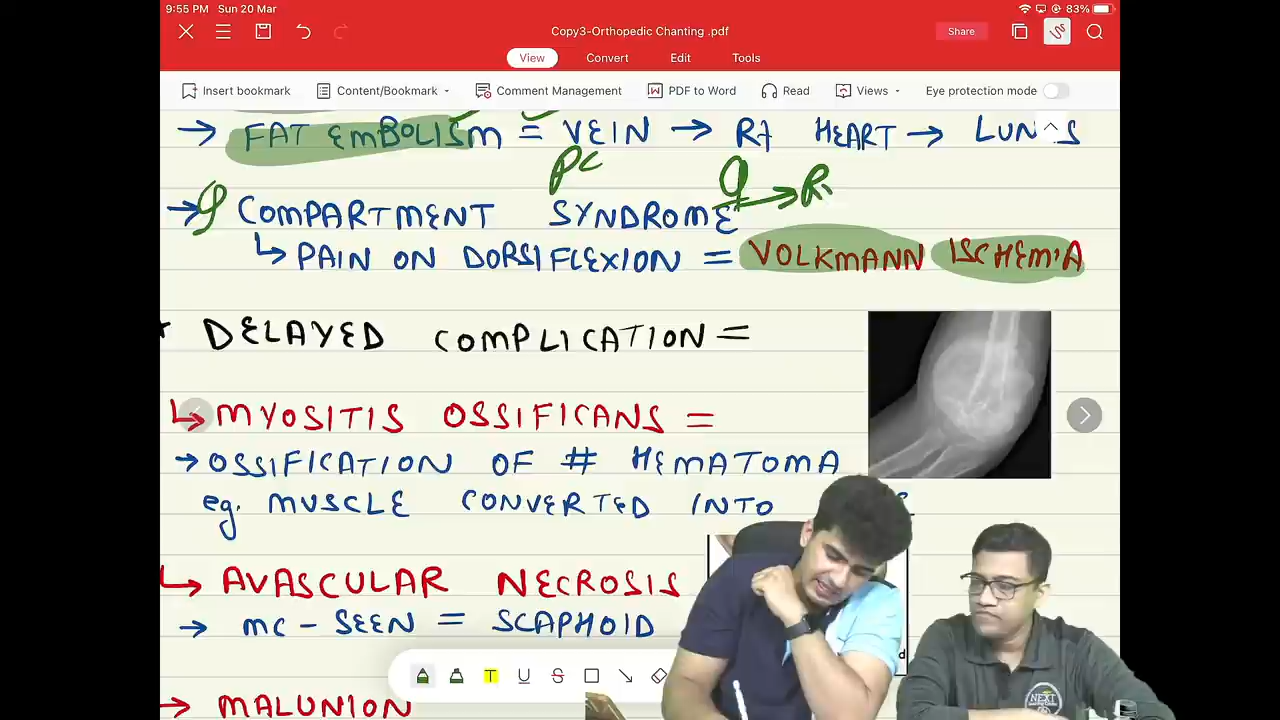 9:55 PM Sun 20 Mar 83%
Copy3-Orthopedic Chanting .pdf
Share
View Convert Edit Tools
Insert bookmark Content/Bookmark Comment Management PDF to Word Read Views Eye protection mode
→ FAT EMBOLISM = VEIN → Rt HEART → LUNGS
→ COMPARTMENT SYNDROME
↳ PAIN ON DORSIFLEXION = VOLKMANN ISCHEMIA
DELAYED COMPLICATION =
↳ MYOSITIS OSSIFICANS =
→ OSSIFICATION OF # HEMATOMA
eg. MUSCLE CONVERTED INTO
↳ AVASCULAR NECROSIS
→ mc - SEEN = SCAPHOID
→ MALUNION
NEXT